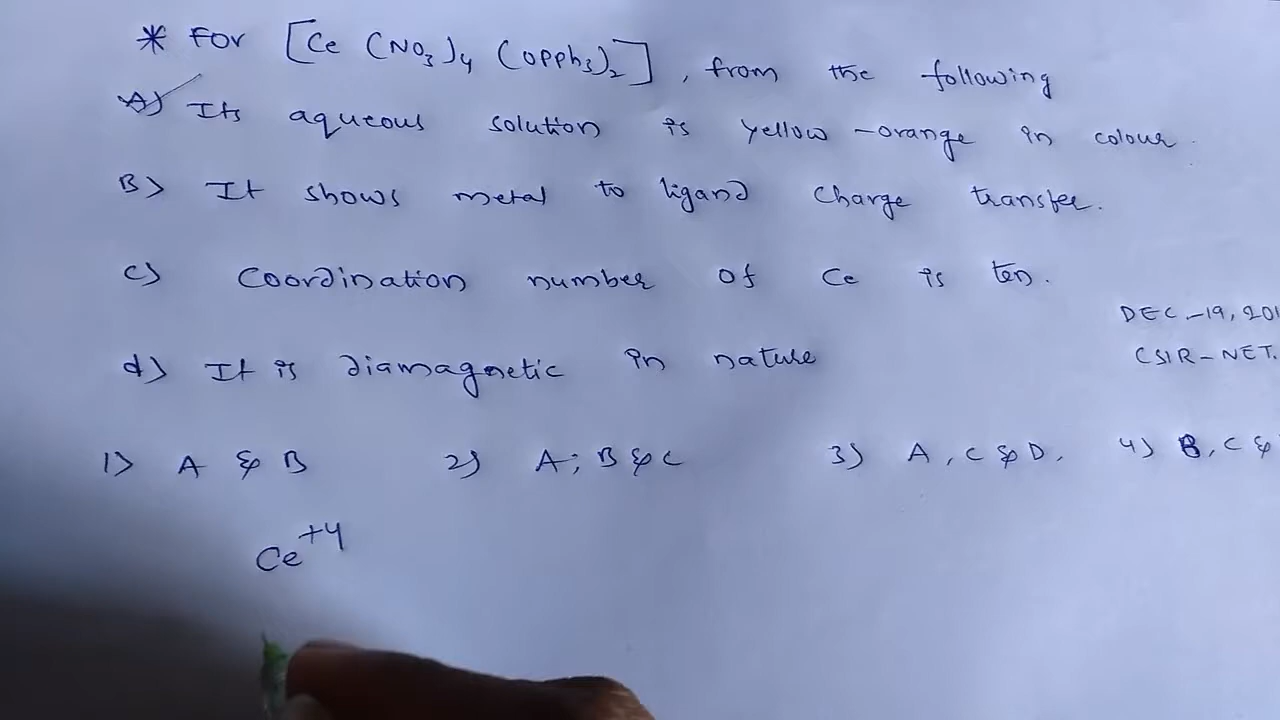 * For [Ce (NO3)4 (OPPh3)2], from the following
A) Its aqueous solution is yellow-orange in colour.
B) It shows metal to ligand charge transfer.
C) Coordination number of Ce is ten.
DEC-19, 201
d) It is diamagnetic in nature
CSIR-NET.
1) A & B 2) A; B & C 3) A, C & D. 4) B, C &
Ce+4